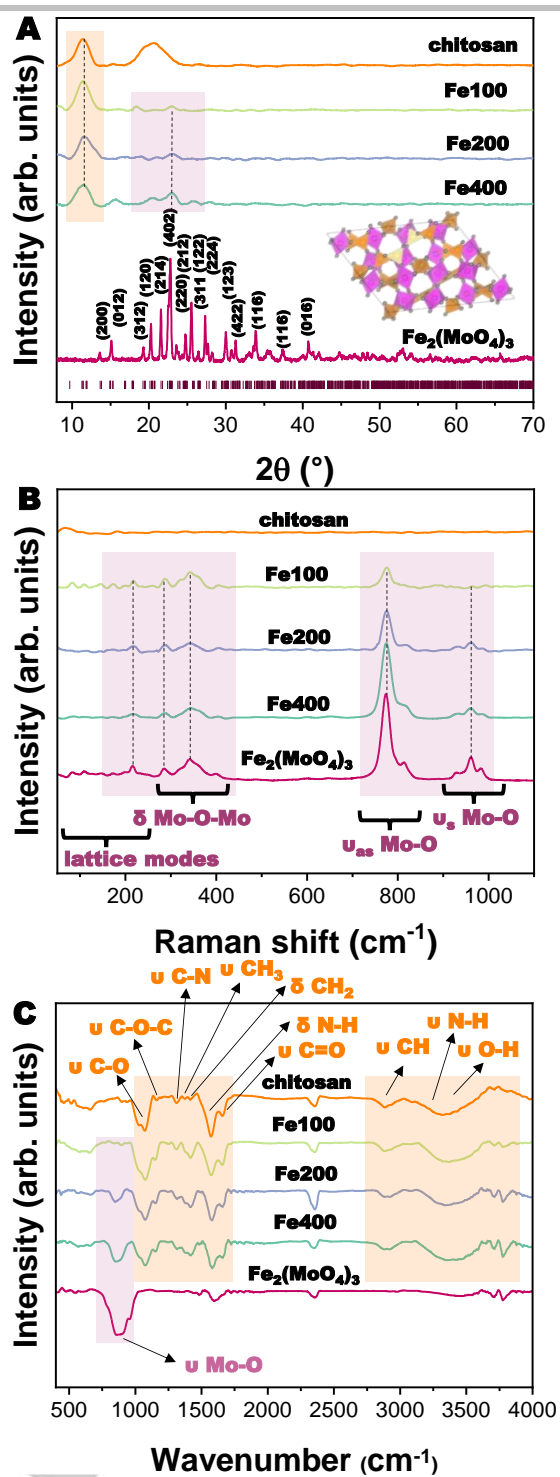 A
chitosan
Fe100
Fe200
Fe400
(200)
(012)
(312)
(120)
(214)
(402)
(220)
(212)
(311)
(122)
(224)
(123)
(422)
(116)
(116)
(016)
Fe₂(MoO₄)₃
Intensity (arb. units)
10 20 30 40 50 60 70
2θ (°)
B
chitosan
Fe100
Fe200
Fe400
Fe₂(MoO₄)₃
δ Mo-O-Mo
lattice modes
υas Mo-O
υs Mo-O
Intensity (arb. units)
200 400 600 800 1000
Raman shift (cm⁻¹)
C
υ C-O
υ C-O-C
υ C-N
υ CH₃
δ CH₂
δ N-H
υ C=O
υ CH
υ N-H
υ O-H
chitosan
Fe100
Fe200
Fe400
Fe₂(MoO₄)₃
υ Mo-O
Intensity (arb. units)
500 1000 1500 2000 2500 3000 3500 4000
Wavenumber (cm⁻¹)